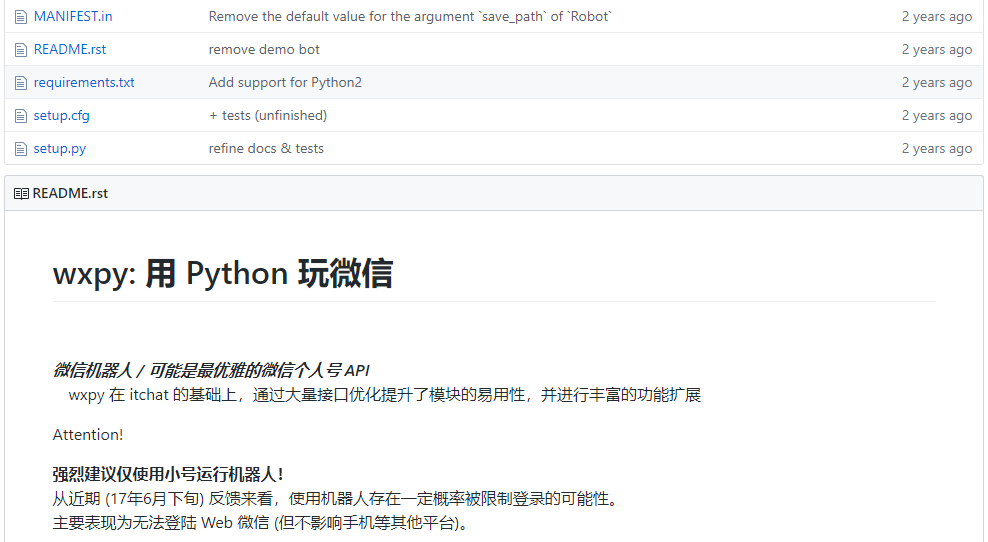 MANIFEST.in Remove the default value for the argument `save_path` of `Robot` 2 years ago
README.rst remove demo bot 2 years ago
requirements.txt Add support for Python2 2 years ago
setup.cfg + tests (unfinished) 2 years ago
setup.py refine docs & tests 2 years ago
README.rst
wxpy: 用 Python 玩微信
微信机器人 / 可能是最优雅的微信个人号 API
wxpy 在 itchat 的基础上，通过大量接口优化提升了模块的易用性，并进行丰富的功能扩展
Attention!
强烈建议仅使用小号运行机器人！
从近期 (17年6月下旬) 反馈来看，使用机器人存在一定概率被限制登录的可能性。
主要表现为无法登陆 Web 微信 (但不影响手机等其他平台)。